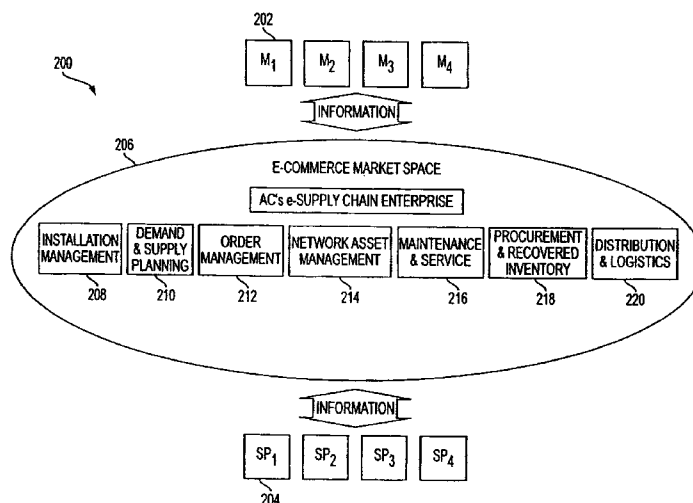 202
200
M1 M2 M3 M4
INFORMATION
206
E-COMMERCE MARKET SPACE
AC's e-SUPPLY CHAIN ENTERPRISE
INSTALLATION MANAGEMENT
DEMAND & SUPPLY PLANNING
ORDER MANAGEMENT
NETWORK ASSET MANAGEMENT
MAINTENANCE & SERVICE
PROCUREMENT & RECOVERED INVENTORY
DISTRIBUTION & LOGISTICS
208 210 212 214 216 218 220
INFORMATION
SP1 SP2 SP3 SP4
204